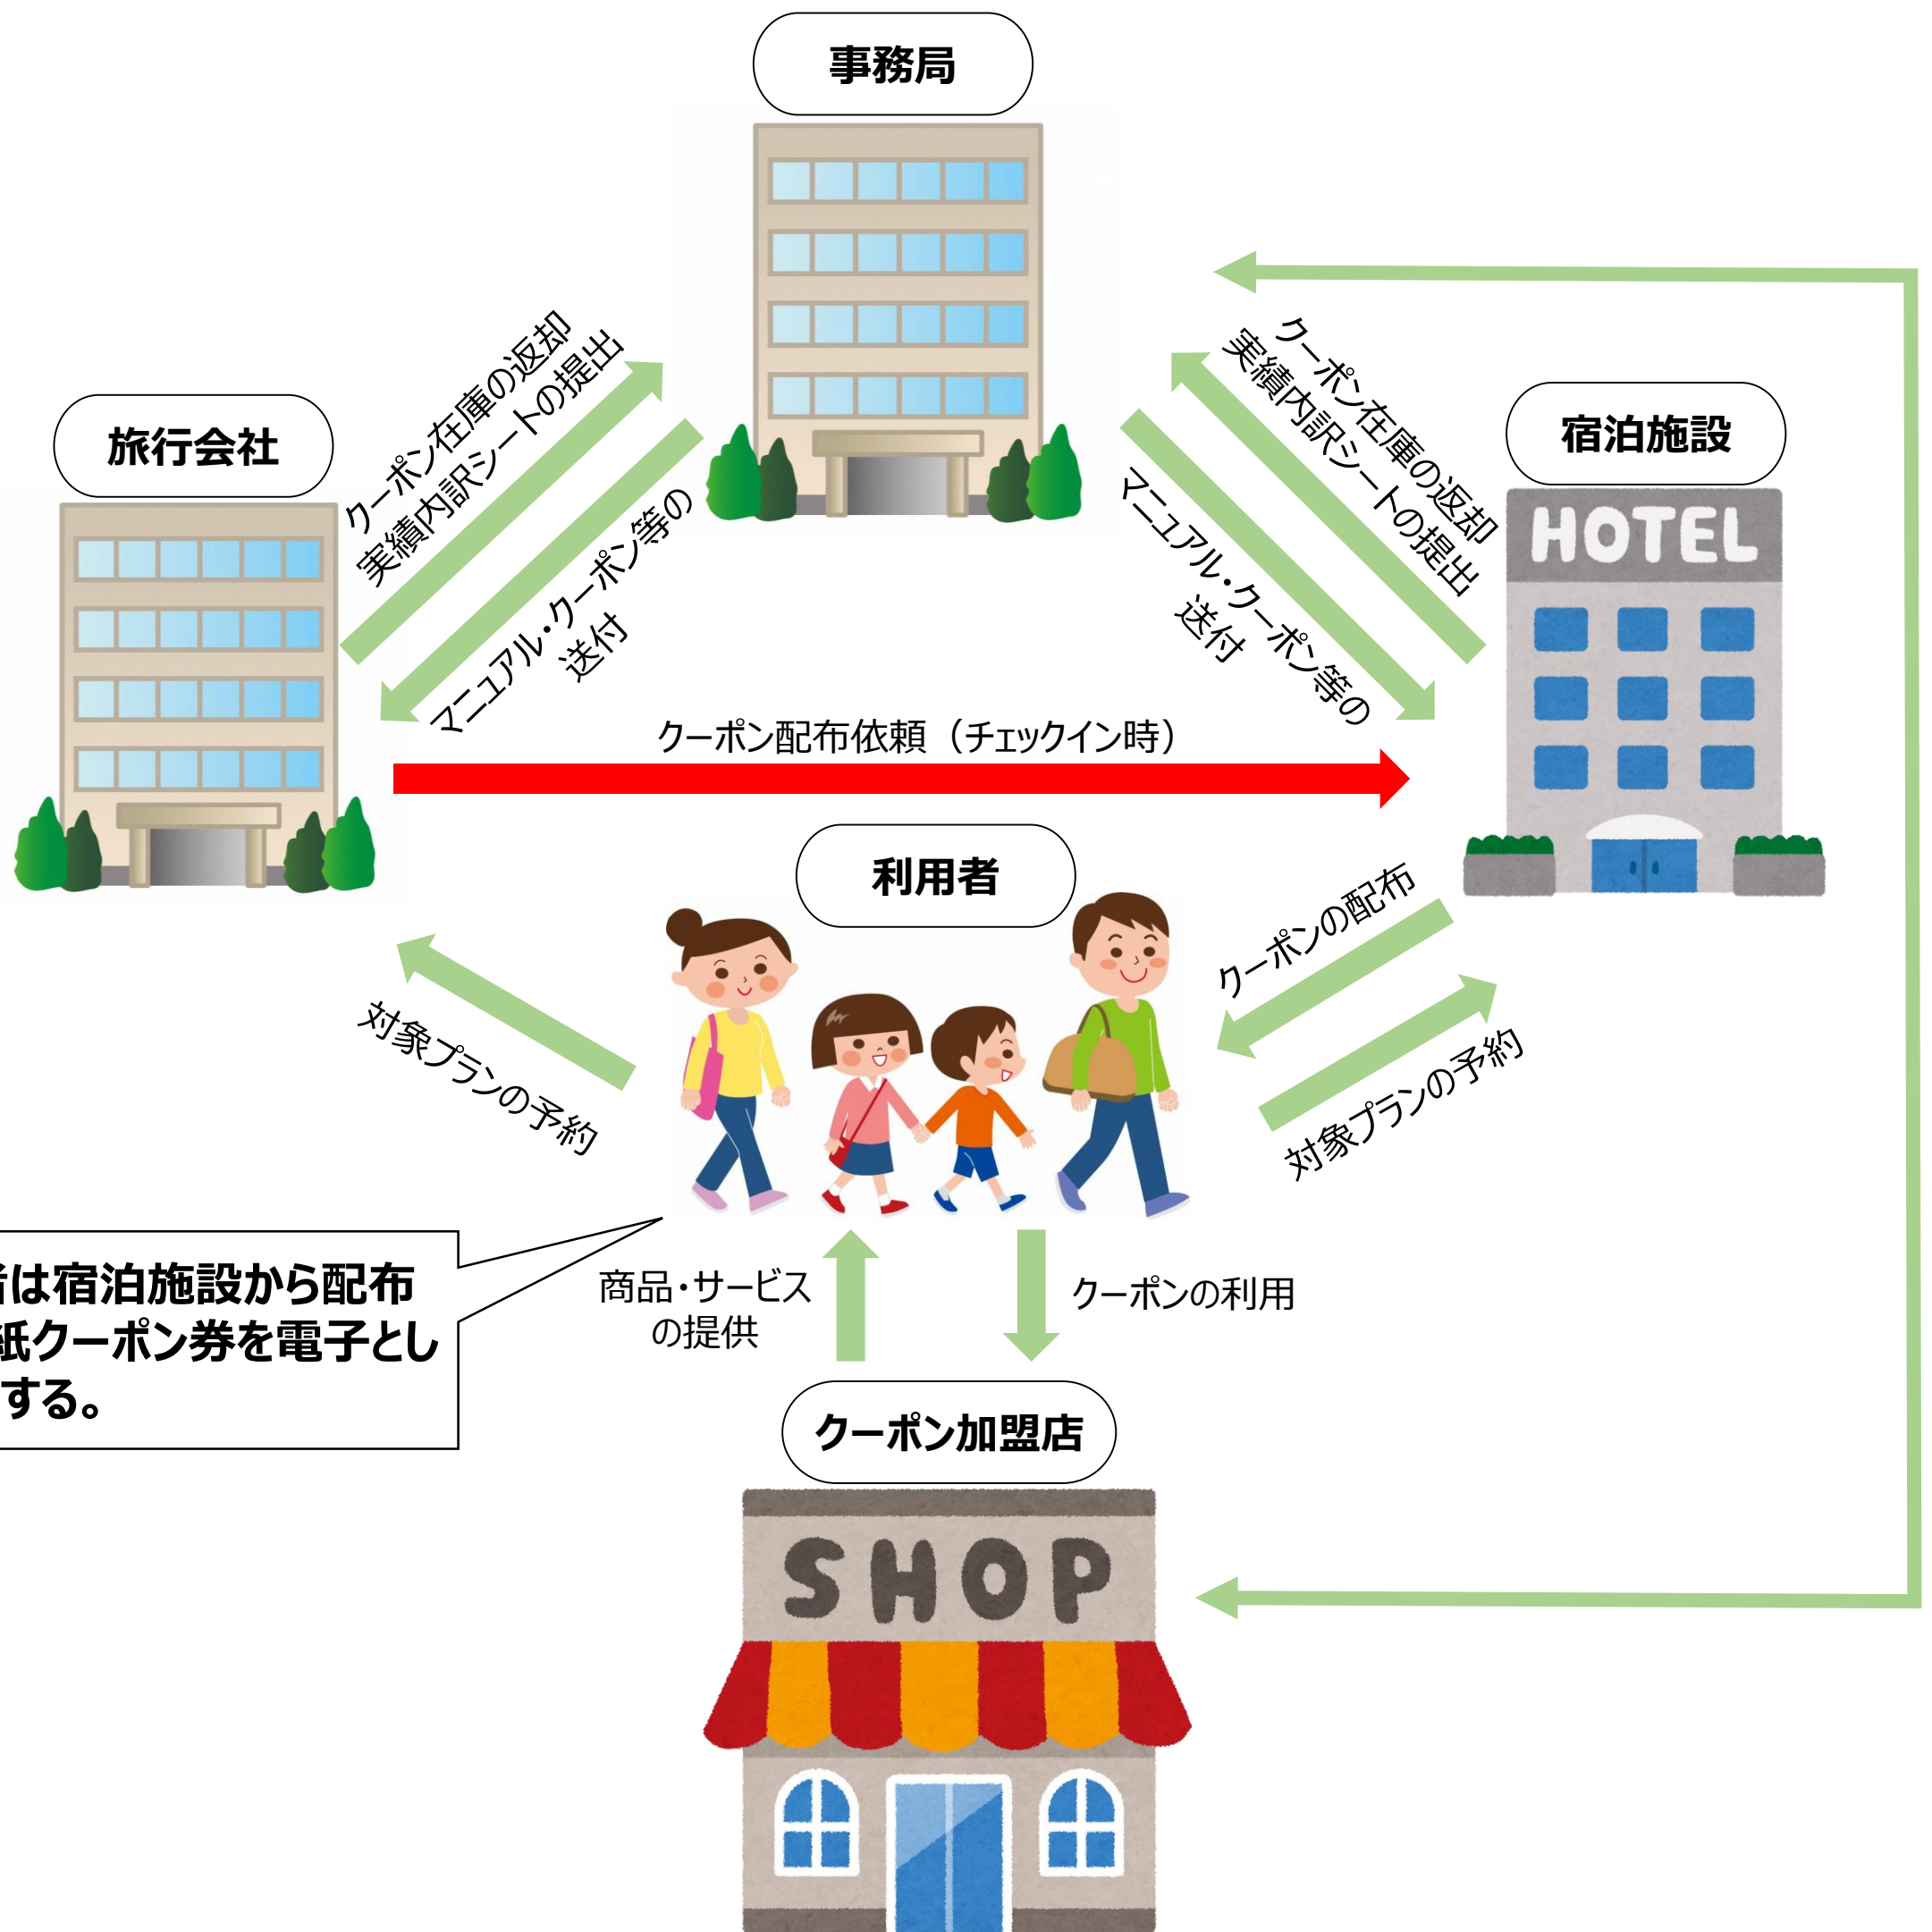 事務局
旅行会社
宿泊施設
クーポン在庫の返却
実績内訳シートの提出
マニュアル・クーポン等の
送付
クーポン在庫の返却
実績内訳シートの提出
マニュアル・クーポン等の
送付
HOTEL
クーポン配布依頼（チェックイン時）
利用者
対象プランの予約
クーポンの配布
対象プランの予約
は宿泊施設から配布
紙クーポン券を電子とし
する。
商品・サービス
の提供
クーポンの利用
クーポン加盟店
SHOP